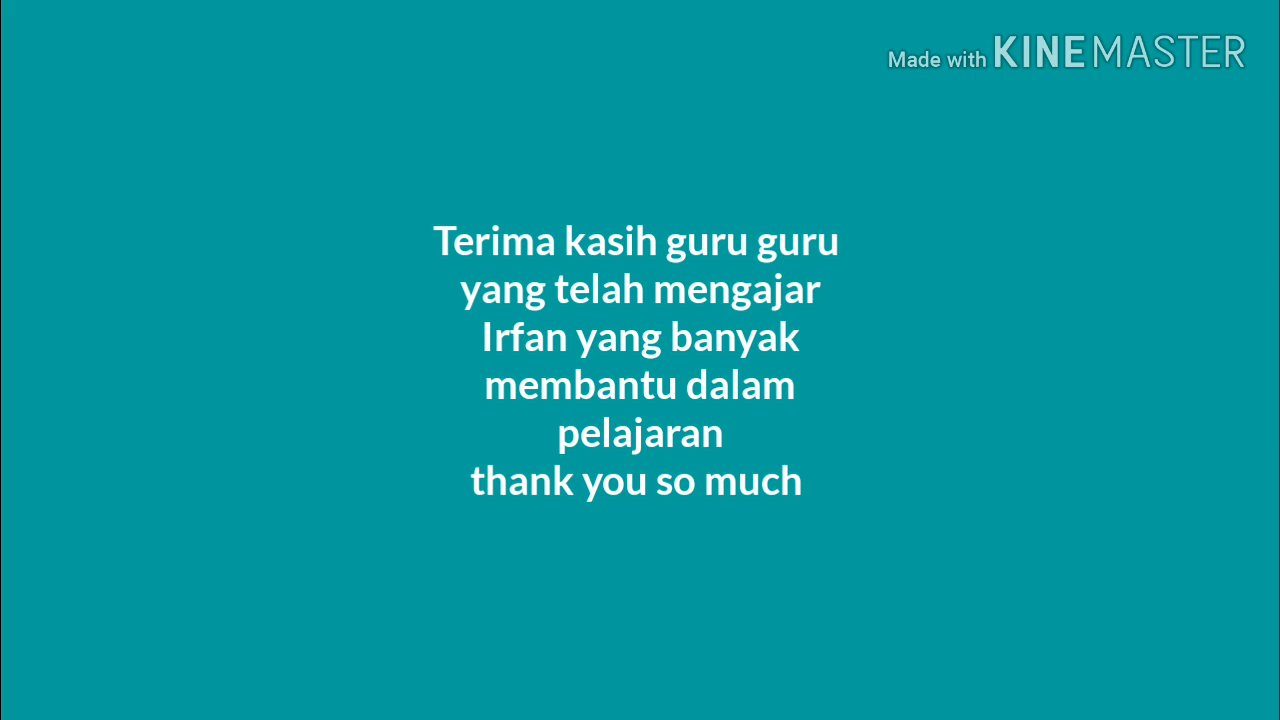 Made with KINEMASTER
Terima kasih guru guru
yang telah mengajar
Irfan yang banyak
membantu dalam
pelajaran
thank you so much